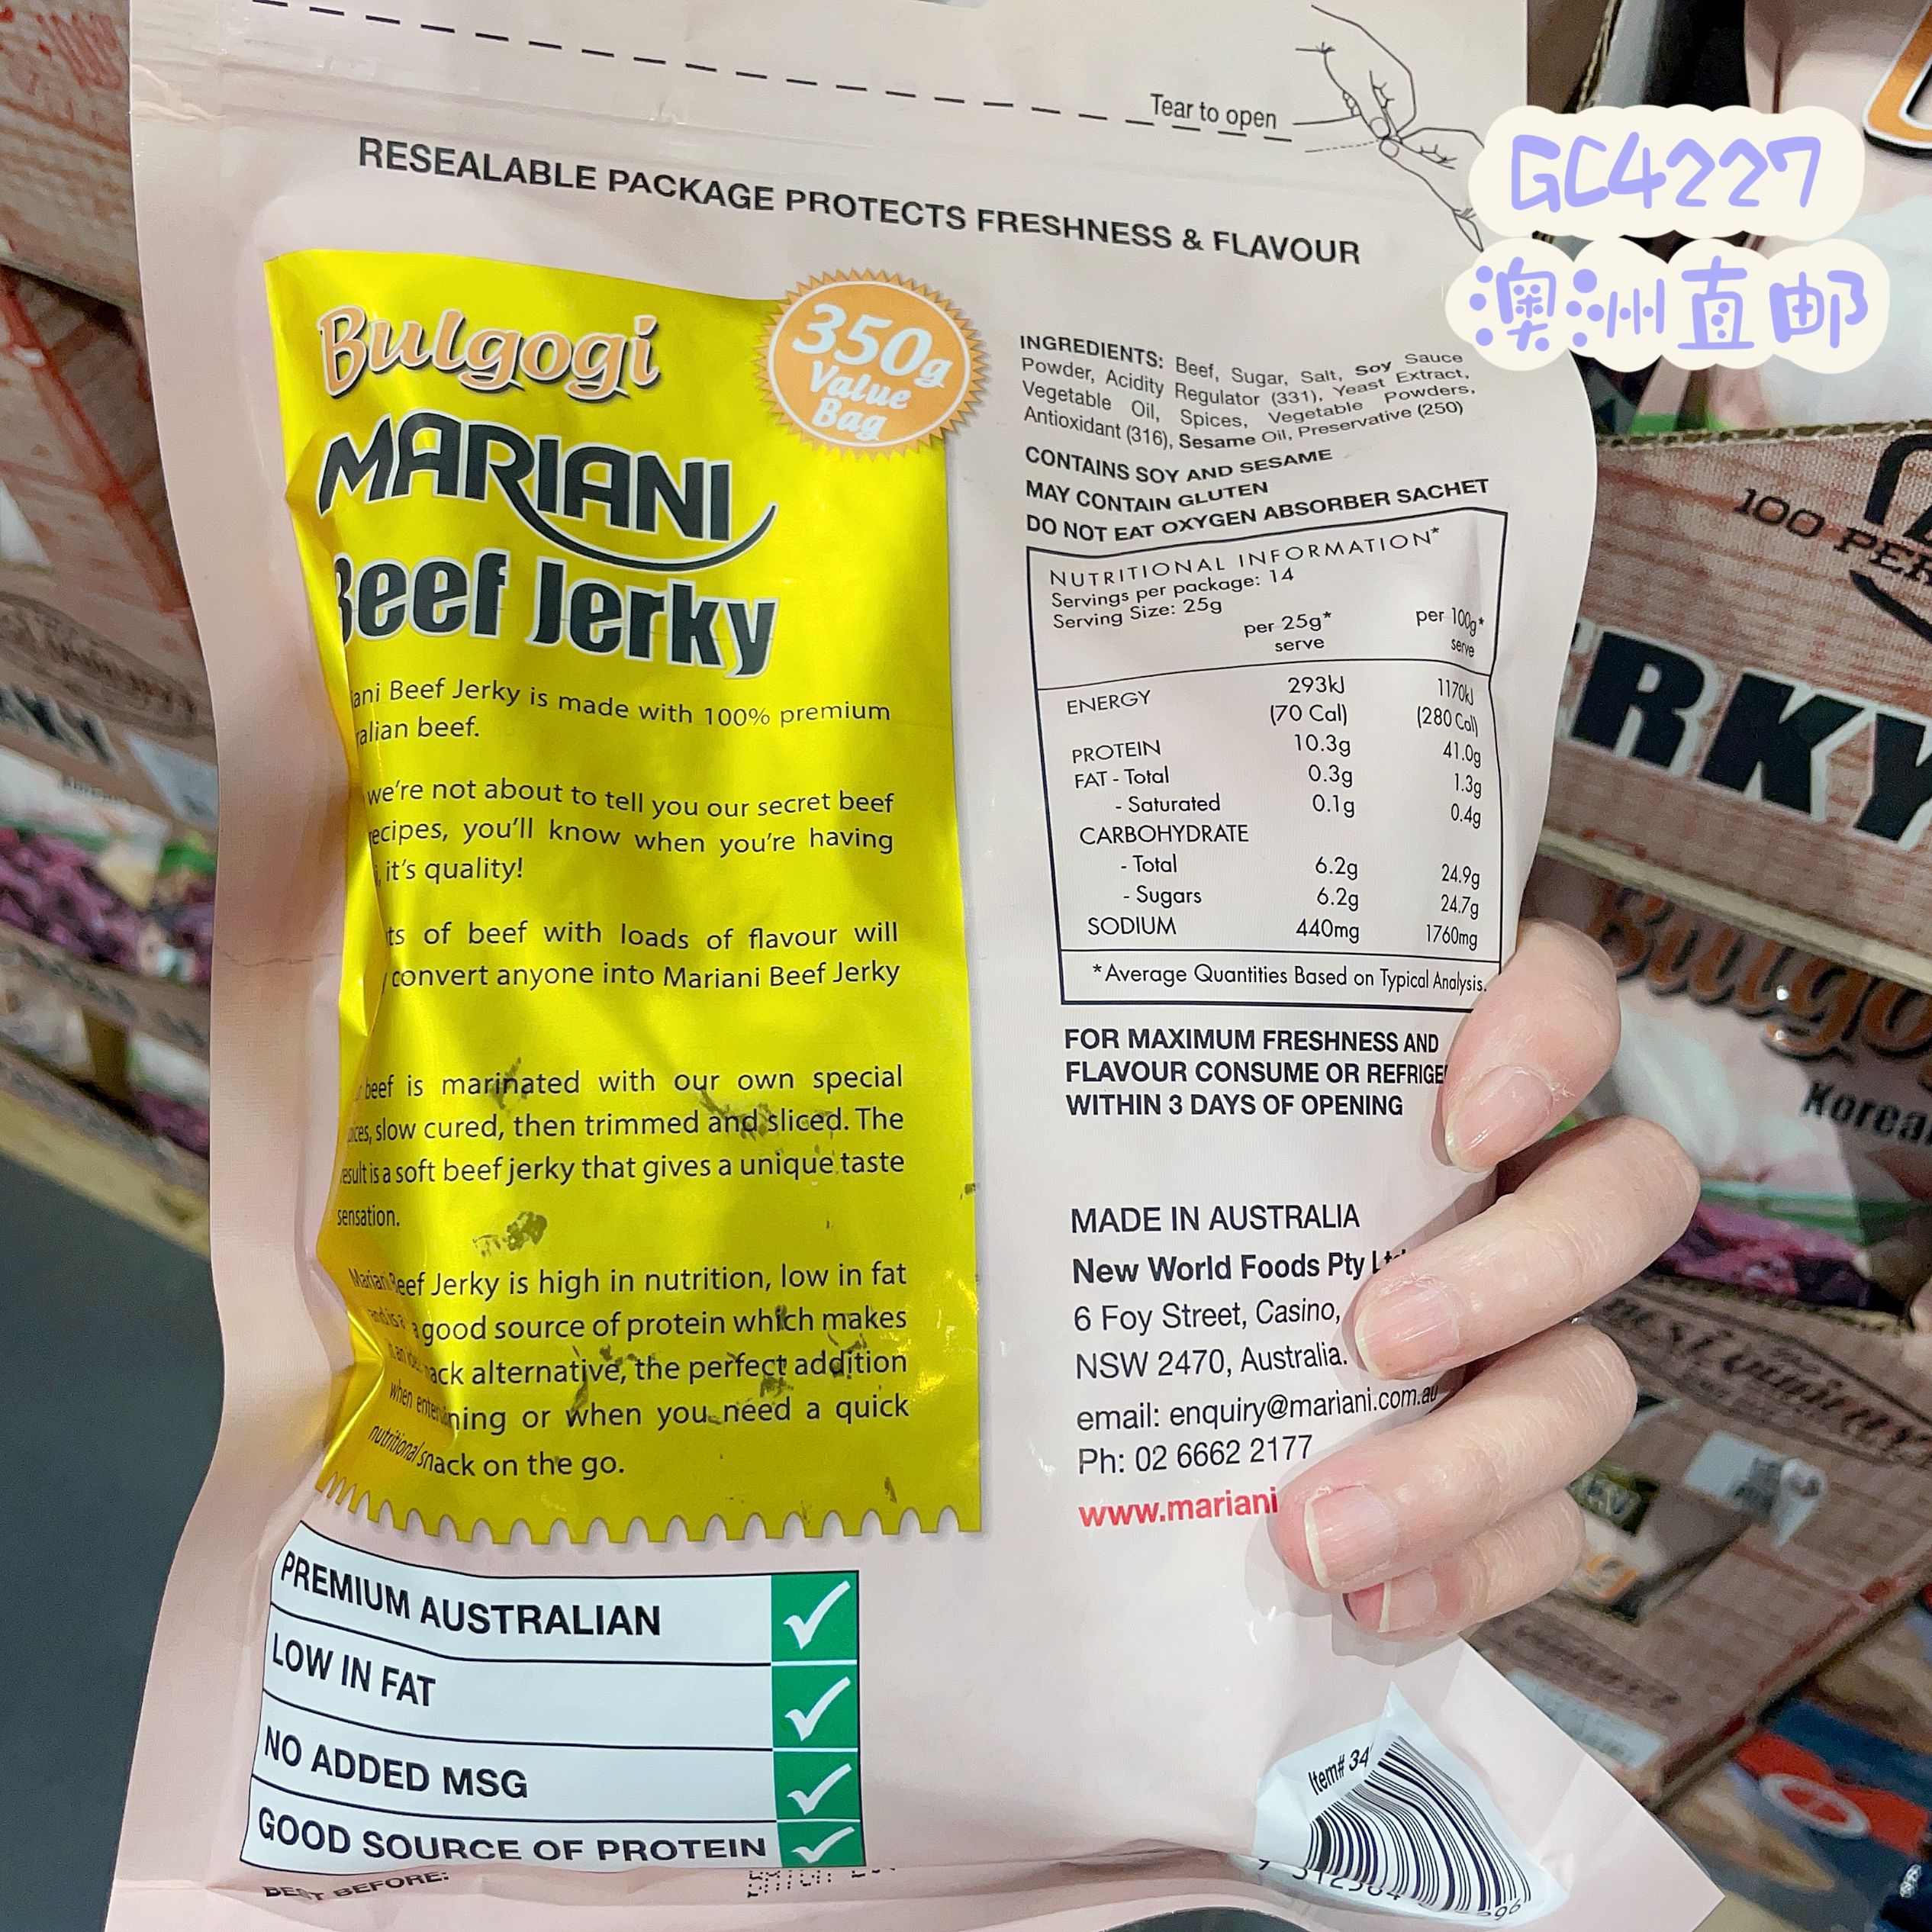 Tear to open
RESEALABLE PACKAGE PROTECTS FRESHNESS & FLAVOUR
GC4227
澳洲直邮
Bulgogi
350g
Value
Bag
MARIANI
Beef Jerky
ani Beef Jerky is made with 100% premium
alian beef.
we're not about to tell you our secret beef
ecipes, you'll know when you're having
, it's quality!
ts of beef with loads of flavour will
convert anyone into Mariani Beef Jerky
beef is marinated with our own special
ices, slow cured, then trimmed and sliced. The
esult is a soft beef jerky that gives a unique taste
sensation.
Marian Beef Jerky is high in nutrition, low in fat
and is a good source of protein which makes
ack alternative, the perfect addition
when enter ning or when you need a quick
nutritional snack on the go.
PREMIUM AUSTRALIAN
LOW IN FAT
NO ADDED MSG
GOOD SOURCE OF PROTEIN
BEST BEFORE:
INGREDIENTS: Beef, Sugar, Salt, Soy Sauce
Powder, Acidity Regulator (331), Yeast Extract,
Vegetable Oil, Spices, Vegetable Powders,
Antioxidant (316), Sesame Oil, Preservative (250)
CONTAINS SOY AND SESAME
MAY CONTAIN GLUTEN
DO NOT EAT OXYGEN ABSORBER SACHET
NUTRITIONAL INFORMATION*
Servings per package: 14
Serving Size: 25g
per 25g* per 100g*
serve serve
ENERGY 293kJ 1170kJ
(70 Cal) (280 Cal)
PROTEIN 10.3g 41.0g
FAT - Total 0.3g 1.3g
- Saturated 0.1g 0.4g
CARBOHYDRATE
- Total 6.2g 24.9g
- Sugars 6.2g 24.7g
SODIUM 440mg 1760mg
*Average Quantities Based on Typical Analysis.
FOR MAXIMUM FRESHNESS AND
FLAVOUR CONSUME OR REFRIGE
WITHIN 3 DAYS OF OPENING
MADE IN AUSTRALIA
New World Foods Pty Lt
6 Foy Street, Casino,
NSW 2470, Australia.
email: enquiry@mariani.com.au
Ph: 02 6662 2177
www.mariani
Item# 34
100 PER
RKY
Bulgo
Korea